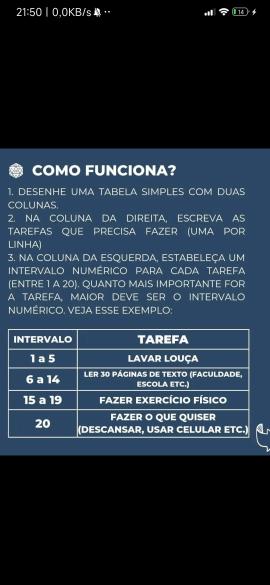 21:50 | 0,0KB/s
14
COMO FUNCIONA?
1. DESENHE UMA TABELA SIMPLES COM DUAS
COLUNAS.
2. NA COLUNA DA DIREITA, ESCREVA AS
TAREFAS QUE PRECISA FAZER (UMA POR
LINHA)
3. NA COLUNA DA ESQUERDA, ESTABELEÇA UM
INTERVALO NUMÉRICO PARA CADA TAREFA
(ENTRE 1 A 20). QUANTO MAIS IMPORTANTE FOR
A TAREFA, MAIOR DEVE SER O INTERVALO
NUMÉRICO. VEJA ESSE EXEMPLO:
INTERVALO TAREFA
1 a 5 LAVAR LOUÇA
6 a 14 LER 30 PÁGINAS DE TEXTO (FACULDADE,
ESCOLA ETC.)
15 a 19 FAZER EXERCÍCIO FÍSICO
20 FAZER O QUE QUISER
(DESCANSAR, USAR CELULAR ETC.)